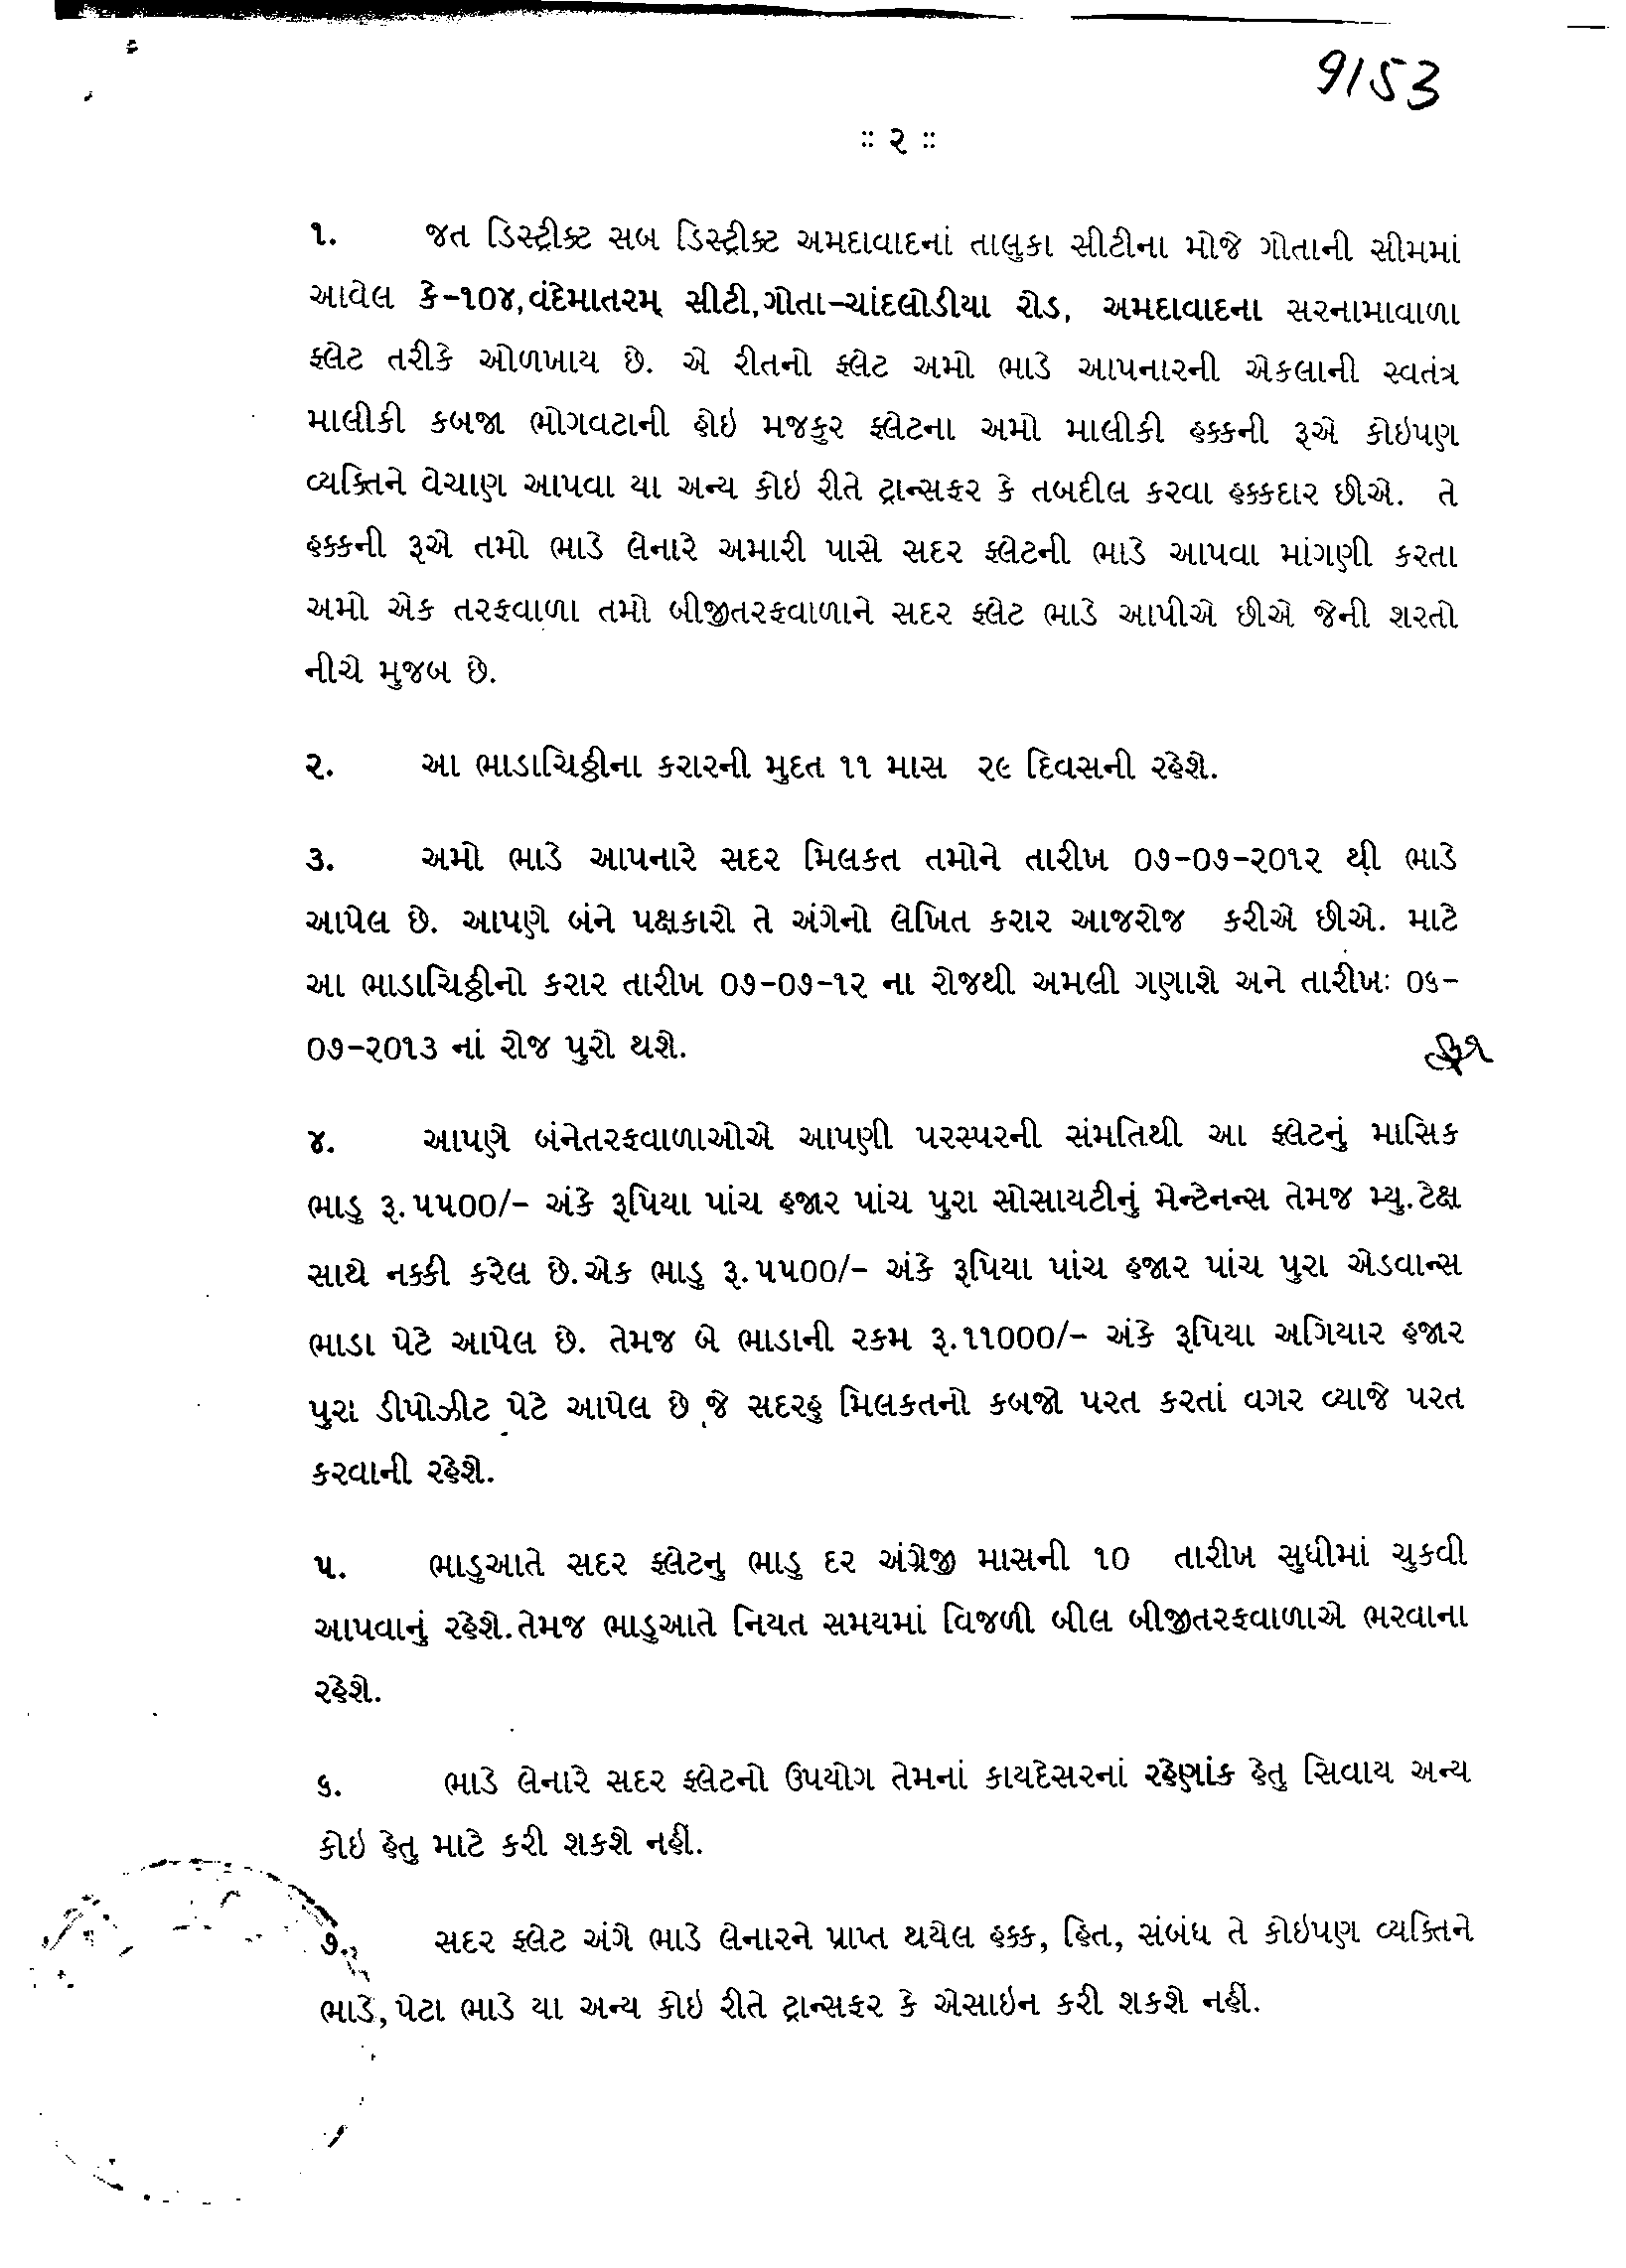 9153
:: ૨ ::
૧. જત ડિસ્ટ્રીક્ટ સબ ડિસ્ટ્રીક્ટ અમદાવાદનાં તાલુકા સીટીના મોજે ગોતાની સીમમાં
આવેલ કે-૧૦૪,વંદેમાતરમ્ સીટી,ગોતા-ચાંદલોડીયા રોડ, અમદાવાદના સરનામાવાળા
ફ્લેટ તરીકે ઓળખાય છે. એ રીતનો ફ્લેટ અમો ભાડે આપનારની એકલાની સ્વતંત્ર
માલીકી કબજા ભોગવટાની હોઇ મજકુર ફ્લેટના અમો માલીકી હક્કની રૂએ કોઇપણ
વ્યક્તિને વેચાણ આપવા યા અન્ય કોઇ રીતે ટ્રાન્સફર કે તબદીલ કરવા હક્કદાર છીએ. તે
હક્કની રૂએ તમો ભાડે લેનારે અમારી પાસે સદર ફ્લેટની ભાડે આપવા માંગણી કરતા
અમો એક તરફવાળા તમો બીજીતરફવાળાને સદર ફ્લેટ ભાડે આપીએ છીએ જેની શરતો
નીચે મુજબ છે.
૨. આ ભાડાચિઠ્ઠીના કરારની મુદત ૧૧ માસ ૨૯ દિવસની રહેશે.
૩. અમો ભાડે આપનારે સદર મિલકત તમોને તારીખ ૦૭-૦૭-૨૦૧૨ થી ભાડે
આપેલ છે. આપણે બંને પક્ષકારો તે અંગેનો લેખિત કરાર આજરોજ કરીએ છીએ. માટે
આ ભાડાચિઠ્ઠીનો કરાર તારીખ ૦૭-૦૭-૧૨ ના રોજથી અમલી ગણાશે અને તારીખઃ ૦૬-
૦૭-૨૦૧૩ નાં રોજ પુરો થશે.
૪. આપણે બંનેતરફવાળાઓએ આપણી પરસ્પરની સંમતિથી આ ફ્લેટનું માસિક
ભાડુ રૂ.૫૫૦૦/- અંકે રૂપિયા પાંચ હજાર પાંચ પુરા સોસાયટીનું મેન્ટેનન્સ તેમજ મ્યુ.ટેક્ષ
સાથે નક્કી કરેલ છે.એક ભાડુ રૂ.૫૫૦૦/- અંકે રૂપિયા પાંચ હજાર પાંચ પુરા એડવાન્સ
ભાડા પેટે આપેલ છે. તેમજ બે ભાડાની રકમ રૂ.૧૧૦૦૦/- અંકે રૂપિયા અગિયાર હજાર
પુરા ડીપોઝીટ પેટે આપેલ છે જે સદરહુ મિલકતનો કબજો પરત કરતાં વગર વ્યાજે પરત
કરવાની રહેશે.
૫. ભાડુઆતે સદર ફ્લેટનુ ભાડુ દર અંગ્રેજી માસની ૧૦ તારીખ સુધીમાં ચુકવી
આપવાનું રહેશે.તેમજ ભાડુઆતે નિયત સમયમાં વિજળી બીલ બીજીતરફવાળાએ ભરવાના
રહેશે.
૬. ભાડે લેનારે સદર ફ્લેટનો ઉપયોગ તેમનાં કાયદેસરનાં રહેણાંક હેતુ સિવાય અન્ય
કોઇ હેતુ માટે કરી શકશે નહીં.
૭. સદર ફ્લેટ અંગે ભાડે લેનારને પ્રાપ્ત થયેલ હક્ક, હિત, સંબંધ તે કોઇપણ વ્યક્તિને
ભાડે, પેટા ભાડે યા અન્ય કોઇ રીતે ટ્રાન્સફર કે એસાઇન કરી શકશે નહીં.